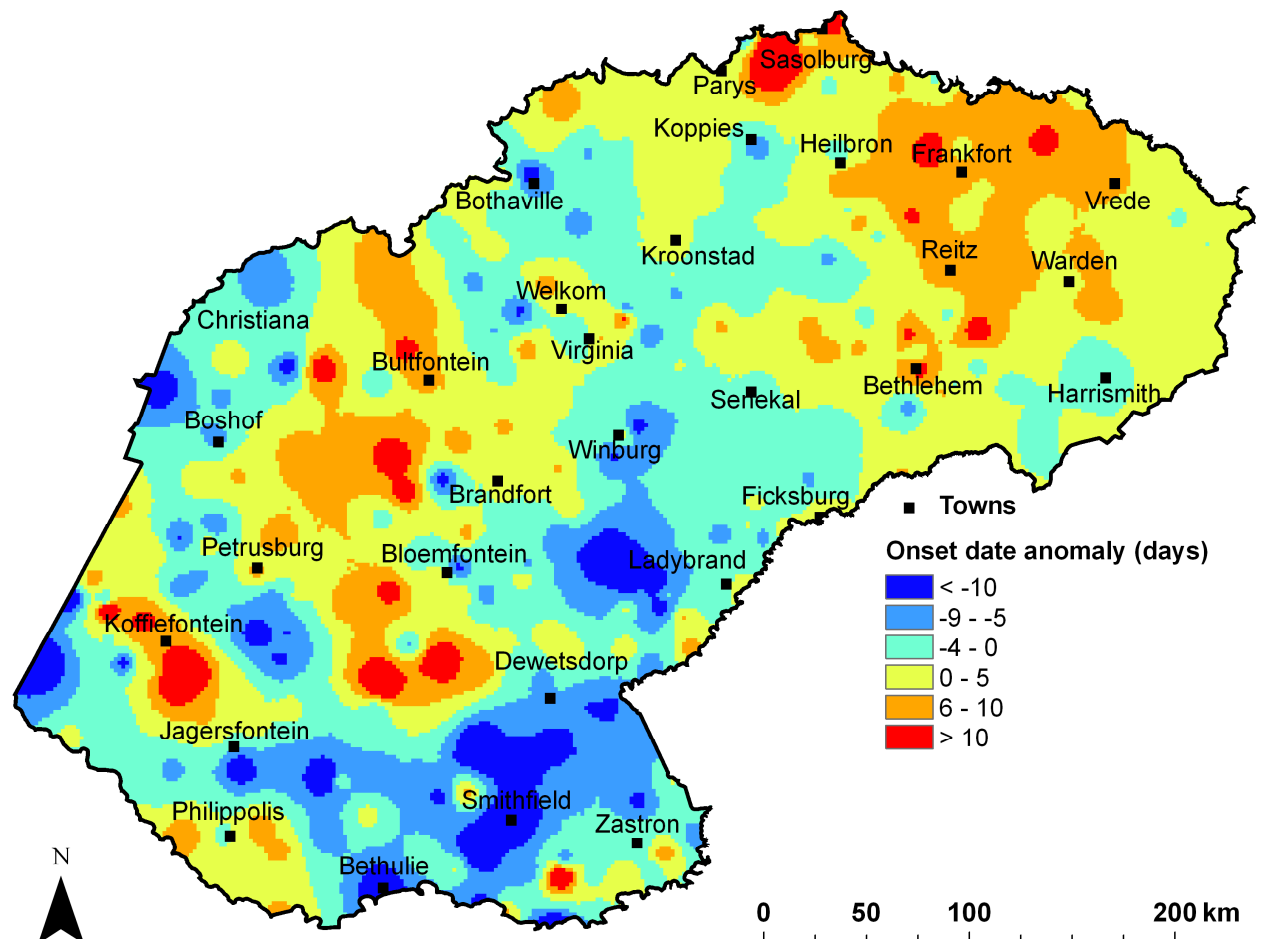 Sasolburg
Parys
Koppies
Heilbron
Frankfort
Bothaville
Vrede
Kroonstad
Reitz
Warden
Welkom
Christiana
Virginia
Bultfontein
Bethlehem
Harrismith
Senekal
Boshof
Winburg
Brandfort
Ficksburg
Towns
Petrusburg
Bloemfontein
Ladybrand
Onset date anomaly (days)
< -10
-9 - -5
-4 - 0
0 - 5
6 - 10
> 10
Koffiefontein
Dewetsdorp
Jagersfontein
Philippolis
Smithfield
Zastron
Bethulie
N
0 50 100 200 km